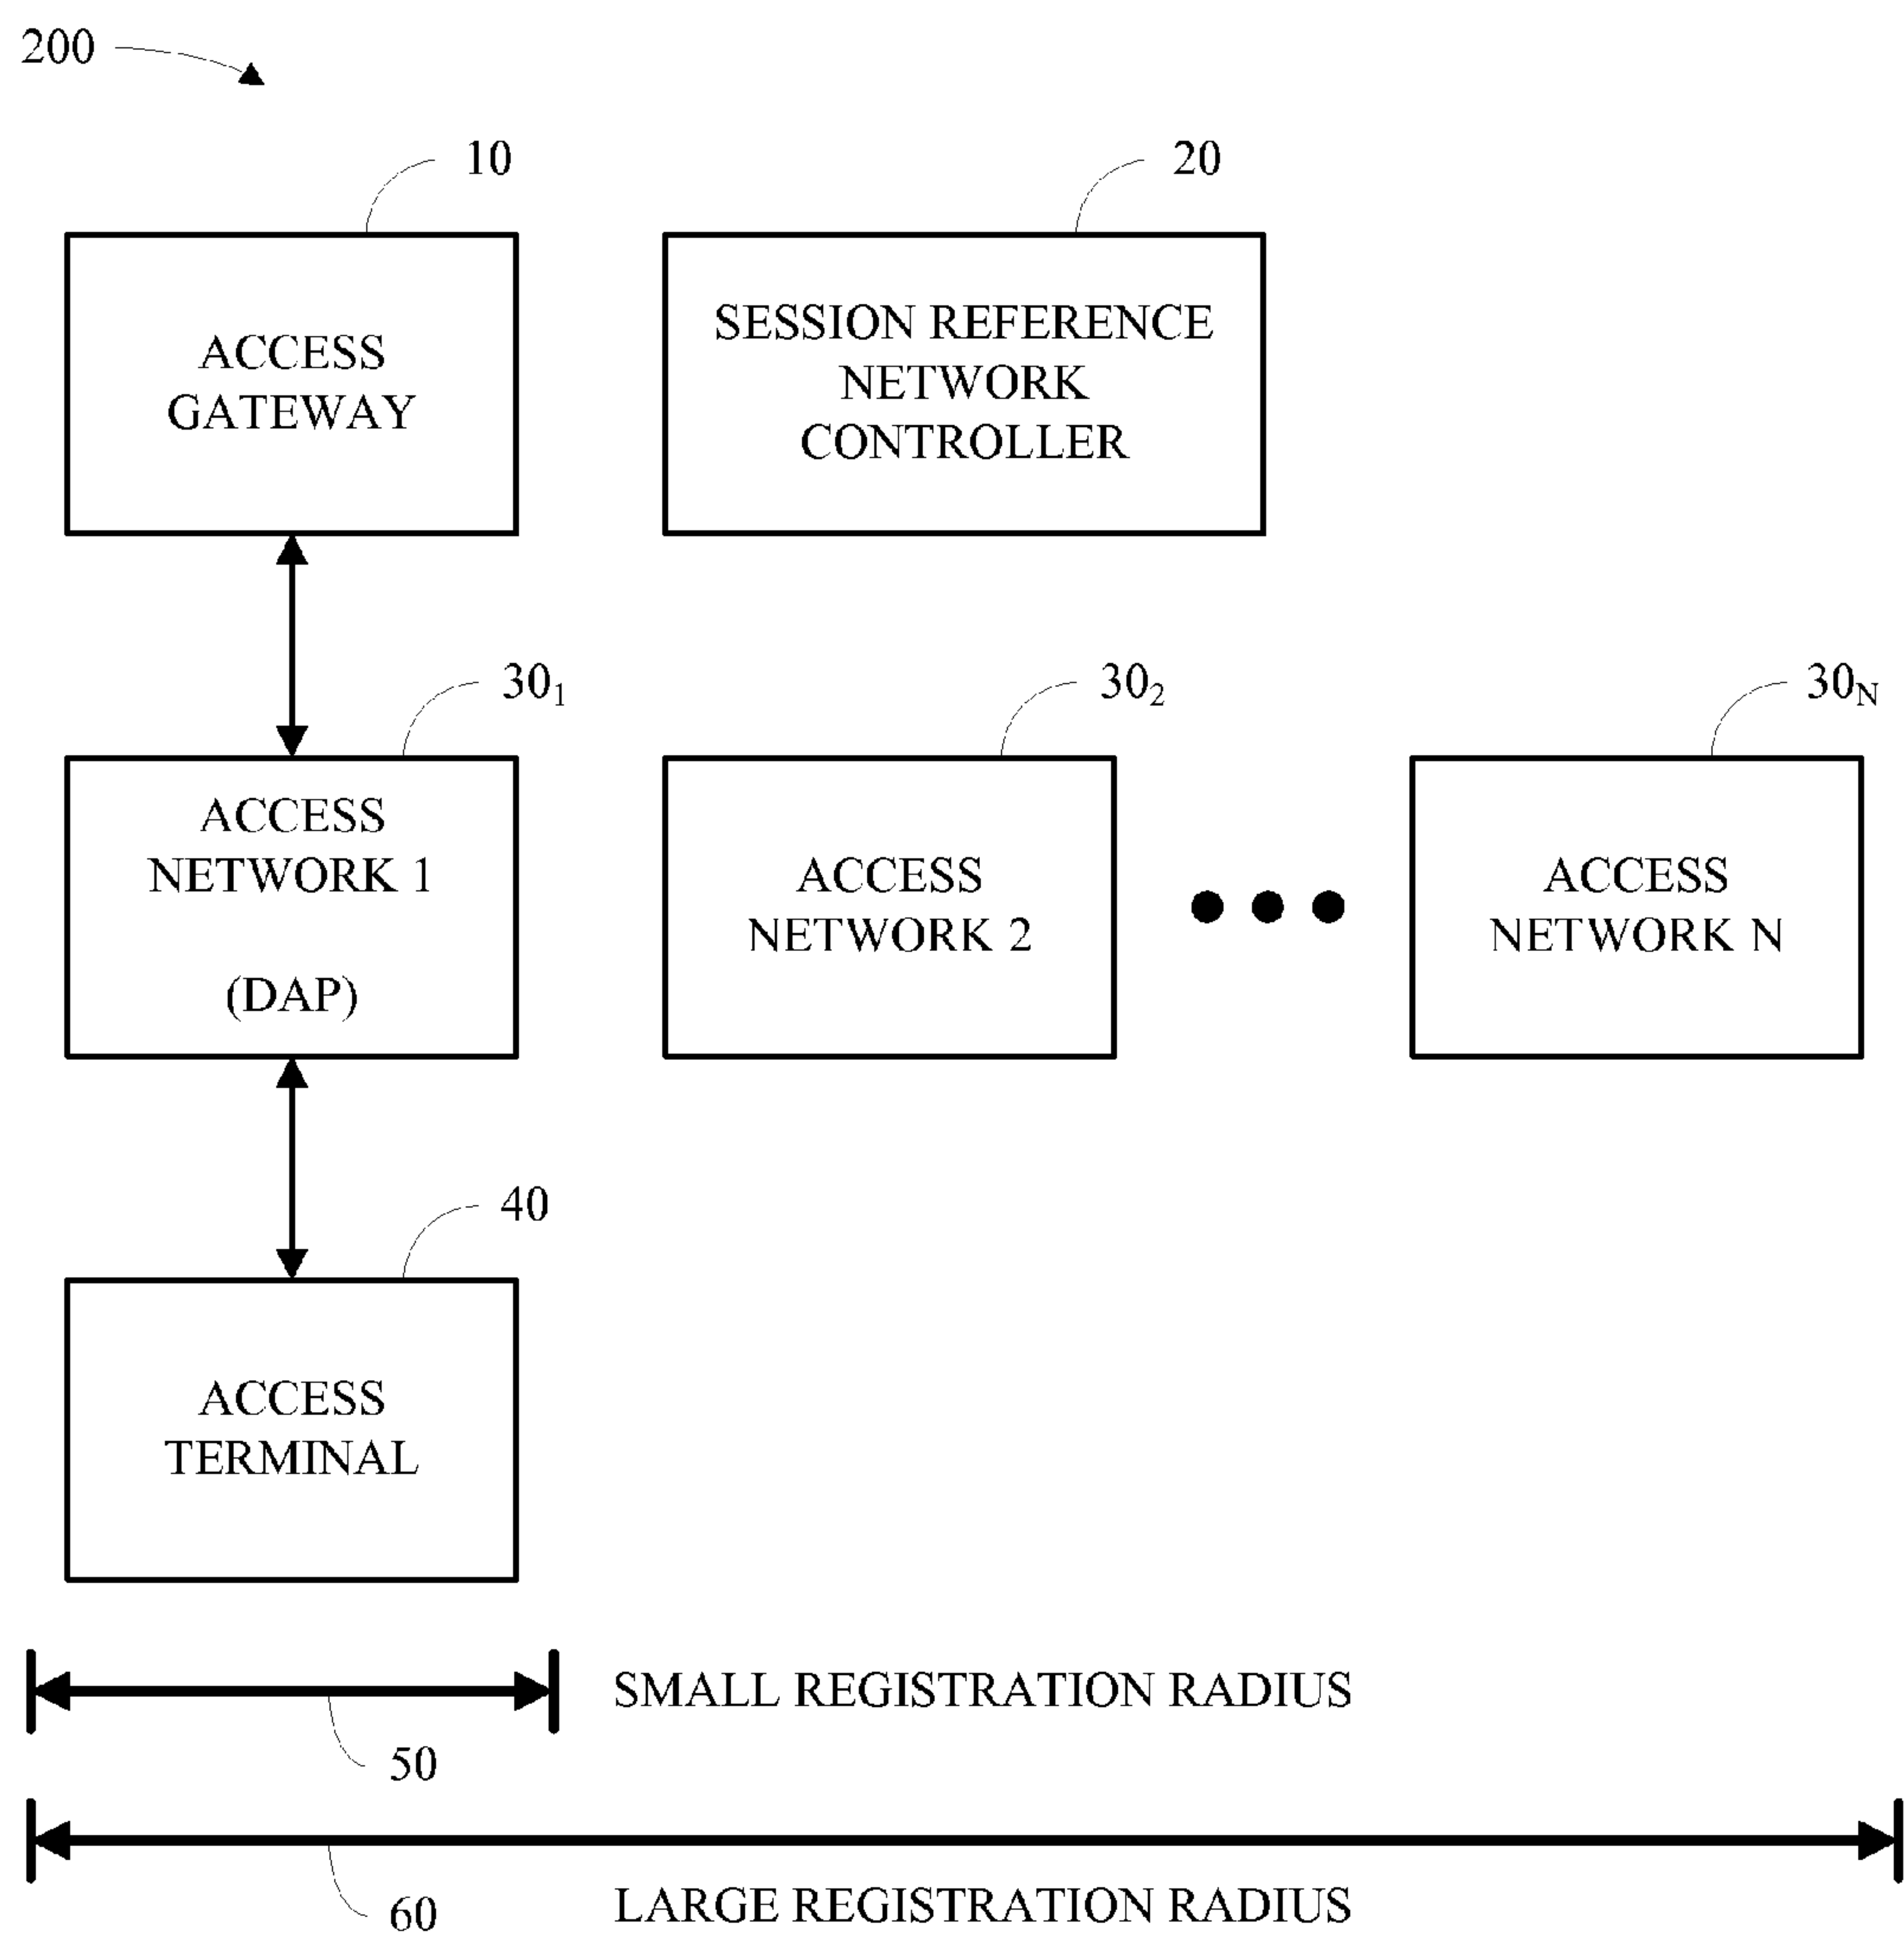 200
10
20
ACCESS
GATEWAY
SESSION REFERENCE
NETWORK
CONTROLLER
30₁
30₂
30N
ACCESS
NETWORK 1
(DAP)
ACCESS
NETWORK 2
ACCESS
NETWORK N
40
ACCESS
TERMINAL
SMALL REGISTRATION RADIUS
50
60
LARGE REGISTRATION RADIUS